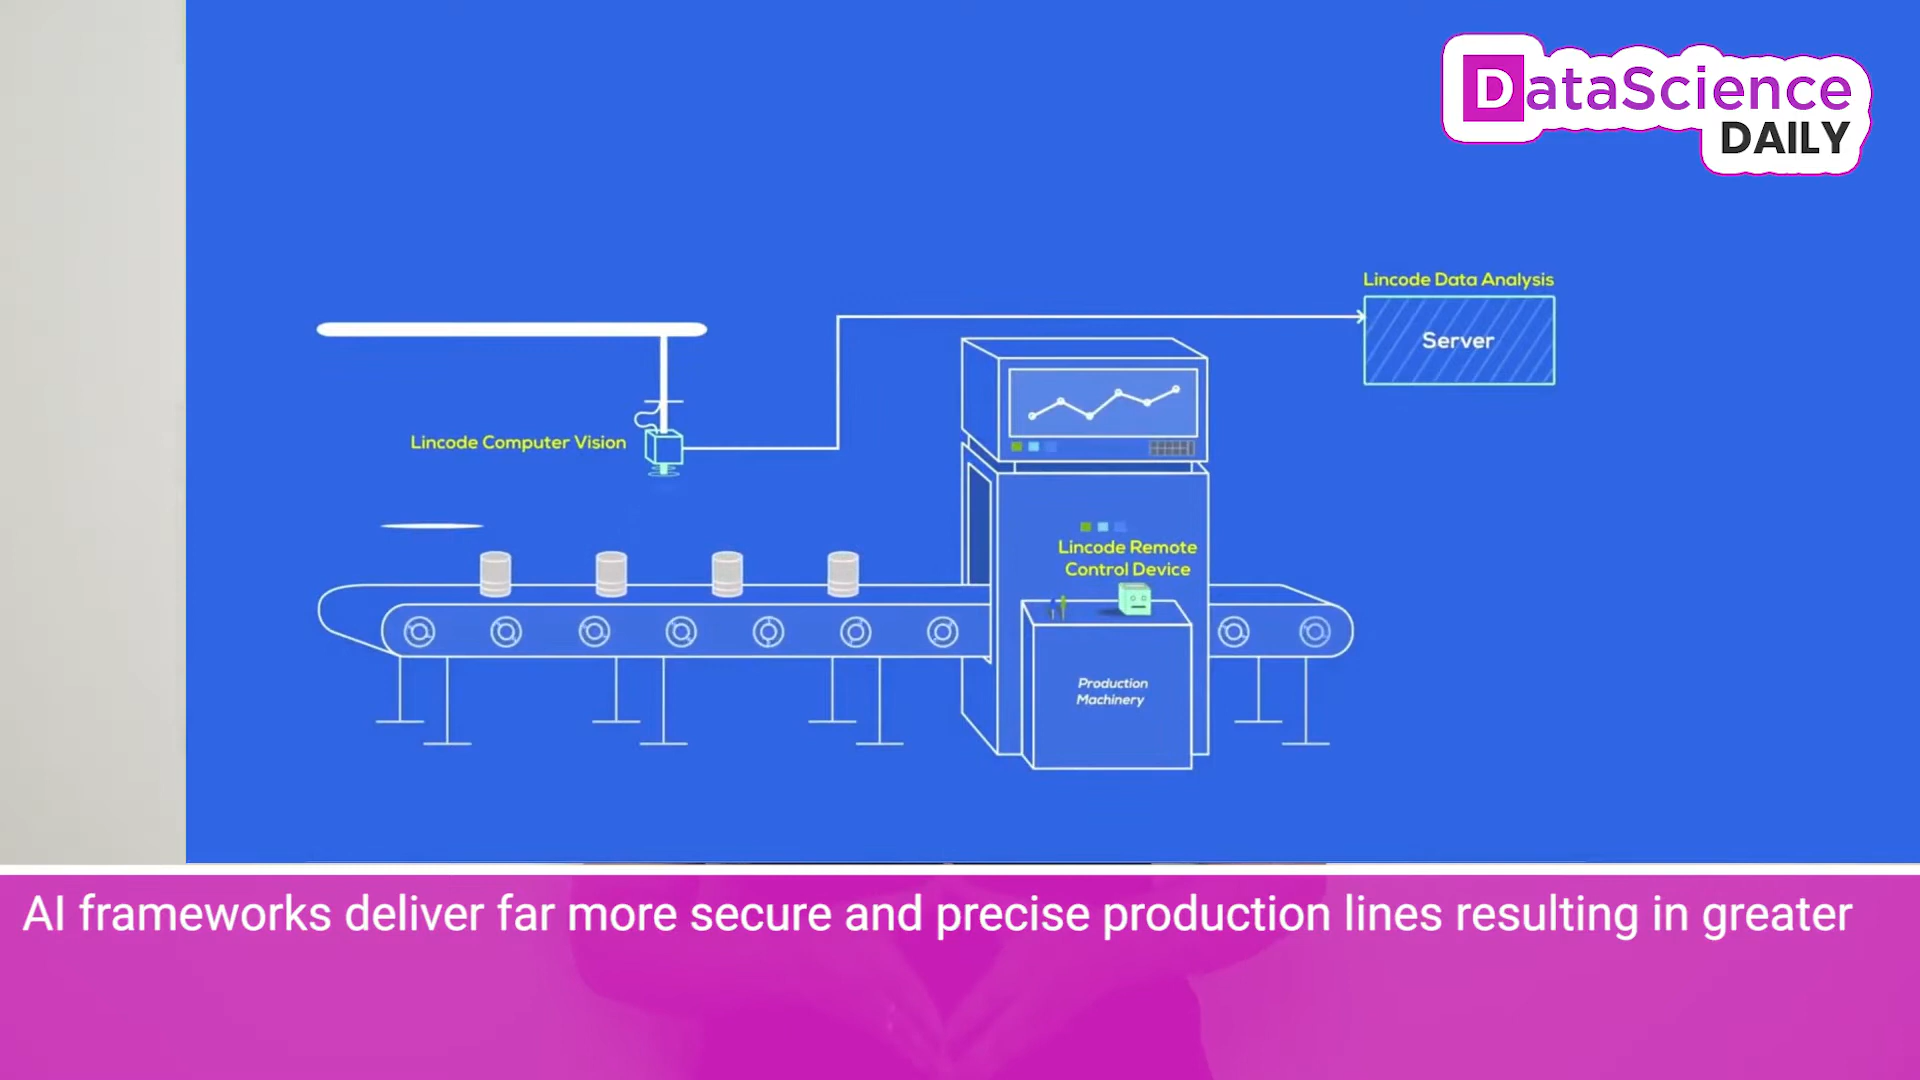 DataScience
DAILY
Lincode Data Analysis
Server
Lincode Computer Vision
Lincode Remote
Control Device
Production
Machinery
AI frameworks deliver far more secure and precise production lines resulting in greater